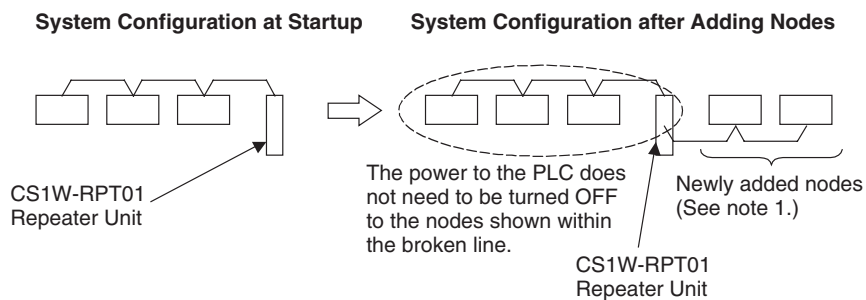 System Configuration at Startup
System Configuration after Adding Nodes
CS1W-RPT01
Repeater Unit
The power to the PLC does
not need to be turned OFF
to the nodes shown within
the broken line.
Newly added nodes
(See note 1.)
CS1W-RPT01
Repeater Unit